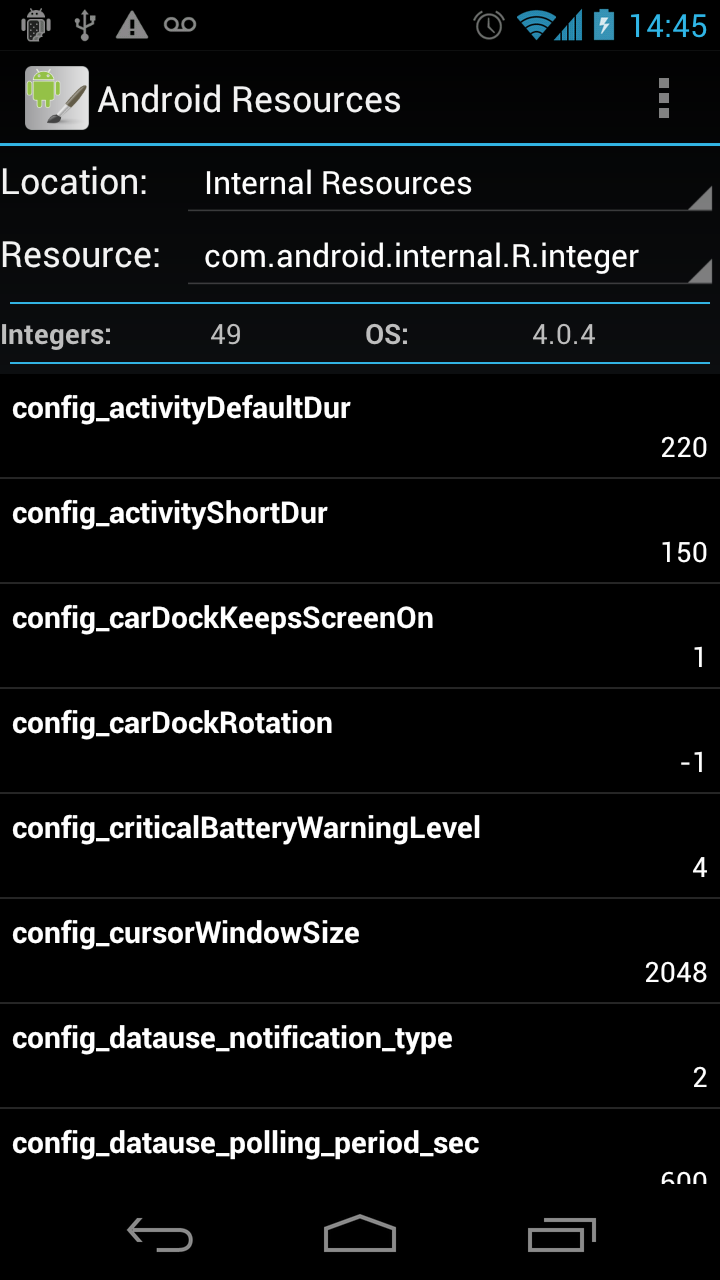 14:45
Android Resources
Location: Internal Resources
Resource: com.android.internal.R.integer
Integers: 49 OS: 4.0.4
config_activityDefaultDur
220
config_activityShortDur
150
config_carDockKeepsScreenOn
1
config_carDockRotation
-1
config_criticalBatteryWarningLevel
4
config_cursorWindowSize
2048
config_datause_notification_type
2
config_datause_polling_period_sec
600